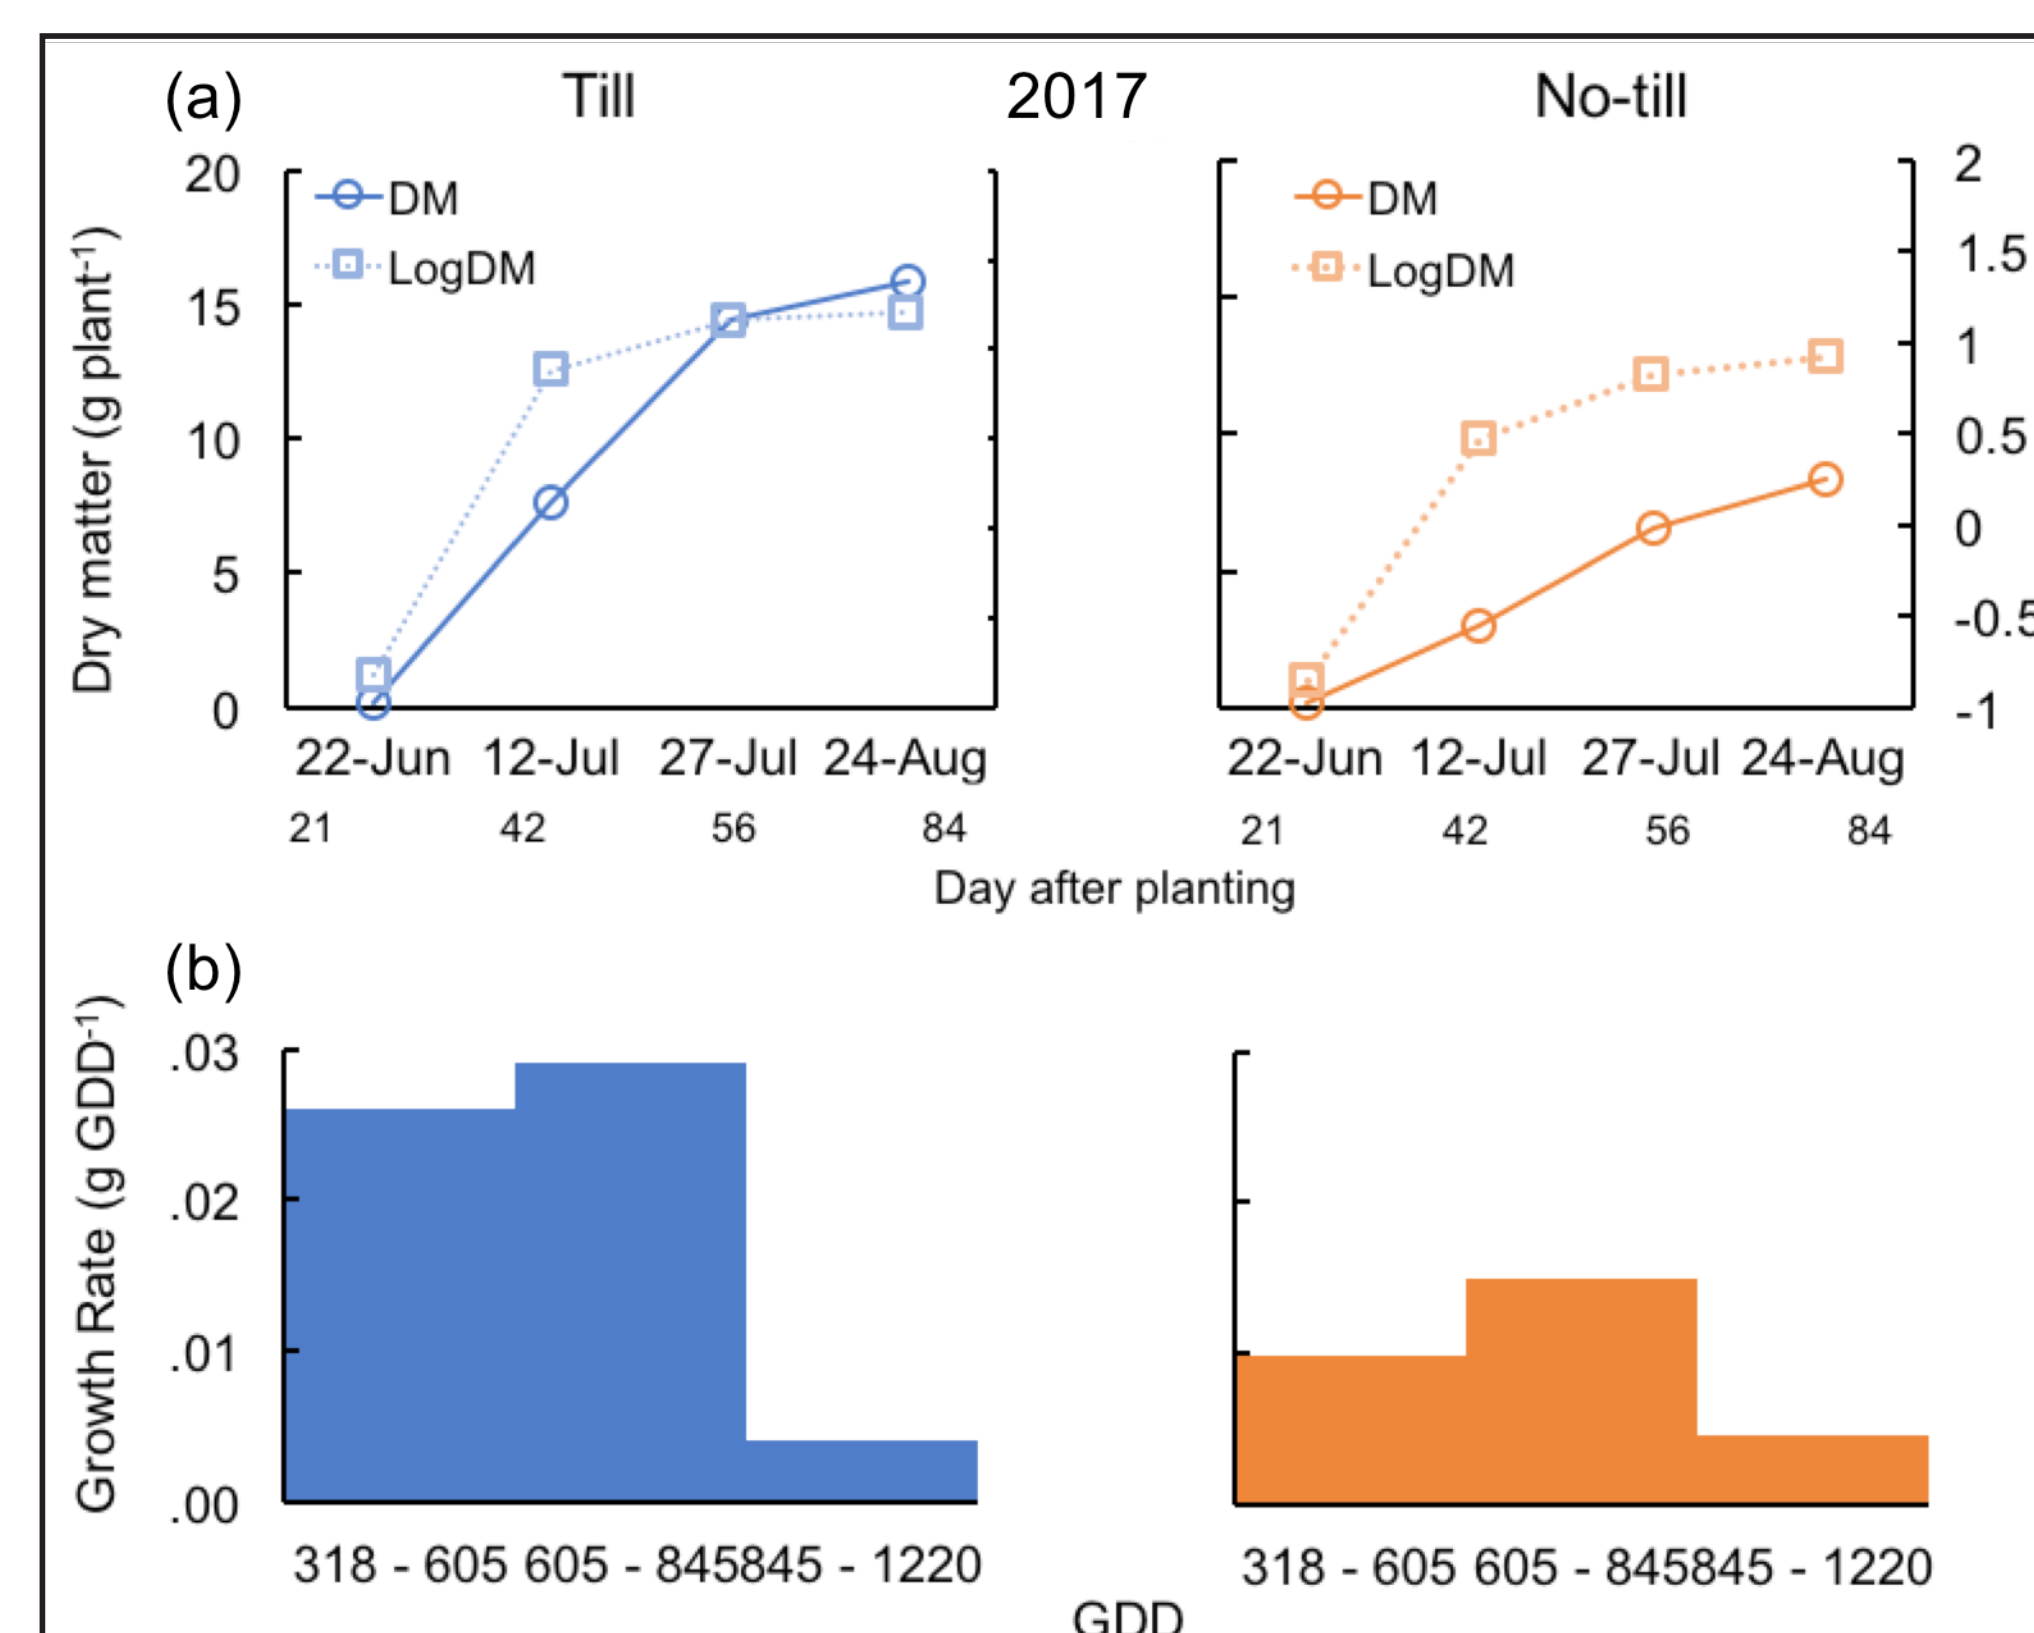 (a) Till 2017 No-till
Dry matter (g plant-1)
20
15
10
5
0
DM
LogDM
22-Jun 12-Jul 27-Jul 24-Aug
21 42 56 84
DM
LogDM
2
1.5
1
0.5
0
-0.5
-1
22-Jun 12-Jul 27-Jul 24-Aug
21 42 56 84
Day after planting
(b)
Growth Rate (g GDD-1)
.03
.02
.01
.00
318 - 605 605 - 845845 - 1220
318 - 605 605 - 845845 - 1220
GDD